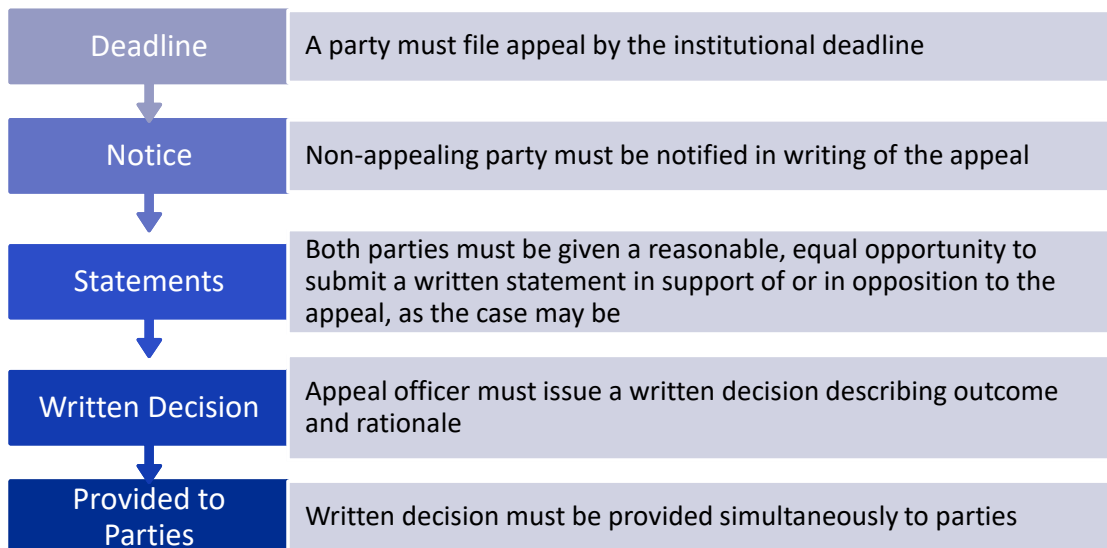 Deadline
A party must file appeal by the institutional deadline
Notice
Non-appealing party must be notified in writing of the appeal
Statements
Both parties must be given a reasonable, equal opportunity to
submit a written statement in support of or in opposition to the
appeal, as the case may be
Written Decision
Appeal officer must issue a written decision describing outcome
and rationale
Provided to
Parties
Written decision must be provided simultaneously to parties